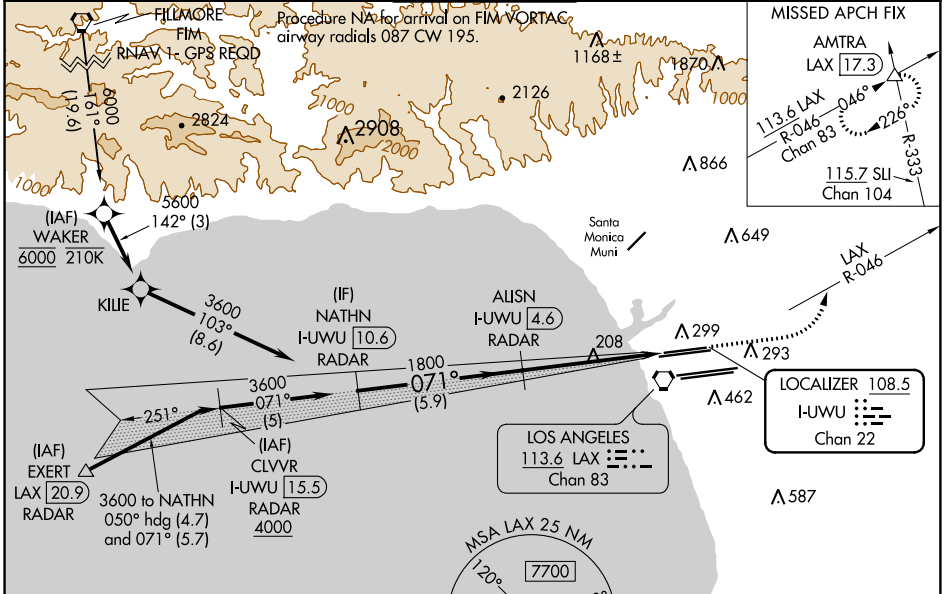 FILLMORE
FIM
RNAV 1- GPS REQD
Procedure NA for arrival on FIM VORTAC
airway radials 087 CW 195.
MISSED APCH FIX
AMTRA
LAX 17.3
113.6 LAX
R-046
046°
Chan 83
226°
R-333
115.7 SLI
Chan 104
6000
161°
(19.6)
1168 ±
1870
1000
2126
1000
2824
2908
2000
1000
866
5600
142° (3)
(IAF)
WAKER
6000 210K
Santa
Monica
Muni
649
LAX
R-046
KILIE
3600
103°
(8.6)
(IF)
NATHN
I-UWU 10.6
RADAR
ALISN
I-UWU 4.6
RADAR
208
299
293
1800
071°
(5.9)
3600
071°
(5)
251°
462
LOCALIZER 108.5
I-UWU
Chan 22
(IAF)
EXERT
LAX 20.9
RADAR
(IAF)
CLVVR
I-UWU 15.5
RADAR
4000
3600 to NATHN
050° hdg (4.7)
and 071° (5.7)
LOS ANGELES
113.6 LAX
Chan 83
587
MSA LAX 25 NM
7700
120°